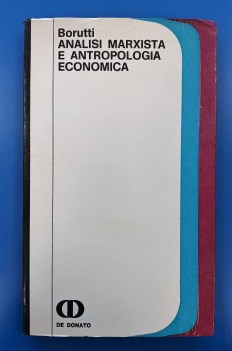 Borutti
ANALISI MARXISTA
E ANTROPOLOGIA
ECONOMICA
DE DONATO